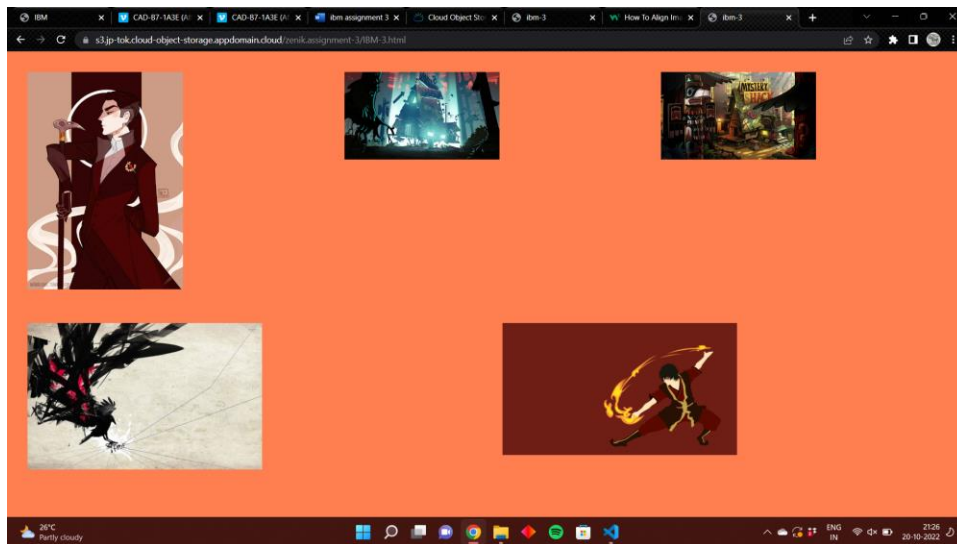 IBM
CAD-B7-1A3E (A
CAD-B7-1A3E (A
ibm assignment 3
Cloud Object Sto
ibm-3
How To Align Im
ibm-3
s3.jp-tok.cloud-object-storage.appdomain.cloud/zenik.assignment-3/IBM-3.html
MYSTERY
SHACK
26°C
Partly cloudy
ENG
IN
21:26
20-10-2022